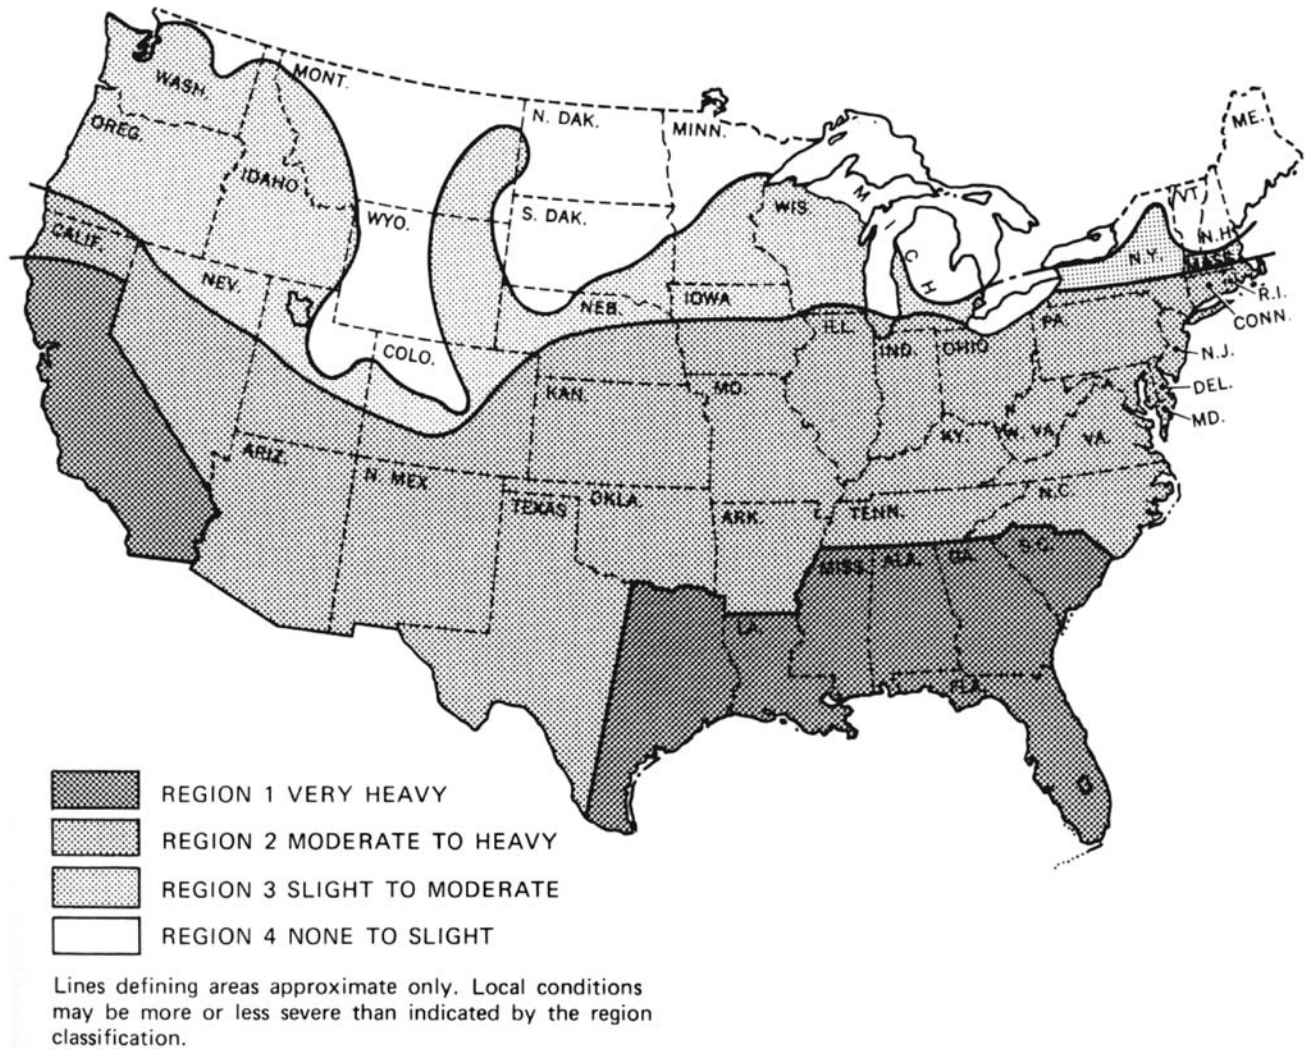 WASH.
MONT.
N. DAK.
MINN.
ME.
OREG.
IDAHO
WYO.
S. DAK.
WIS.
M
I
C
H
VT.
N.H.
N.Y.
MASS.
R.I.
CONN.
CALIF.
NEV.
NEB.
IOWA
COLO.
ILL.
IND.
OHIO
PA.
N.J.
DEL.
MD.
KAN.
MO.
KY.
W. VA.
VA.
ARIZ.
N. MEX
TEXAS
OKLA.
ARK.
TENN.
N.C.
S.C.
MISS.
ALA.
GA.
LA.
FLA.
REGION 1 VERY HEAVY
REGION 2 MODERATE TO HEAVY
REGION 3 SLIGHT TO MODERATE
REGION 4 NONE TO SLIGHT
Lines defining areas approximate only. Local conditions
may be more or less severe than indicated by the region
classification.